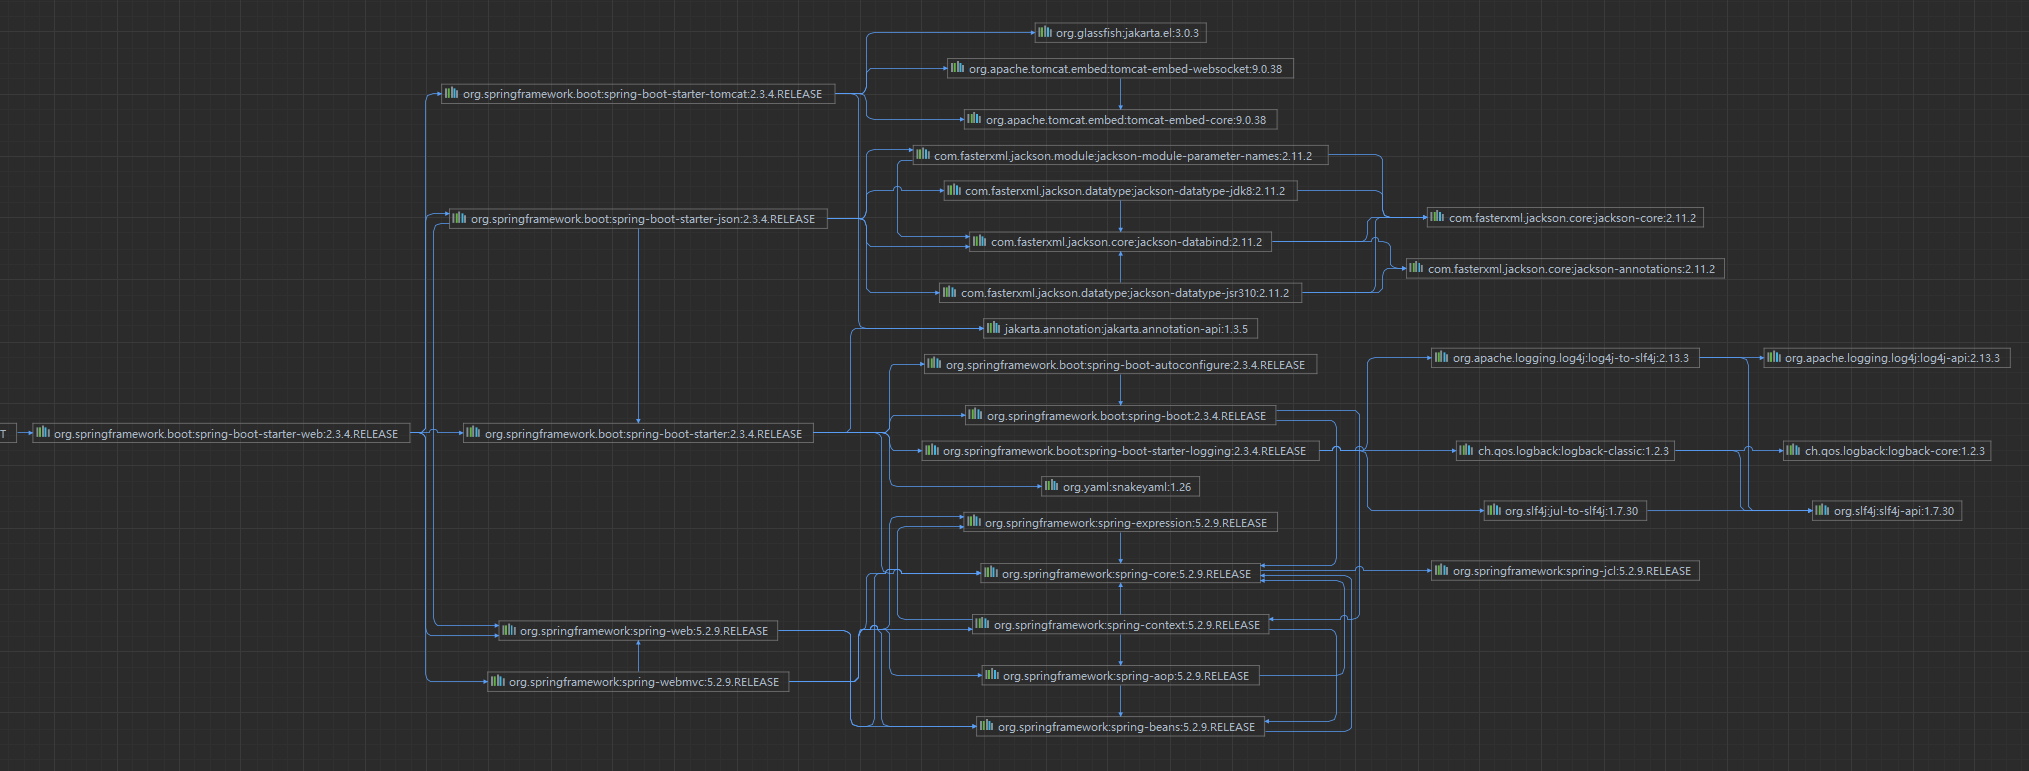 org.glassfish:jakarta.el:3.0.3
org.apache.tomcat.embed:tomcat-embed-websocket:9.0.38
org.springframework.boot:spring-boot-starter-tomcat:2.3.4.RELEASE
org.apache.tomcat.embed:tomcat-embed-core:9.0.38
com.fasterxml.jackson.module:jackson-module-parameter-names:2.11.2
com.fasterxml.jackson.datatype:jackson-datatype-jdk8:2.11.2
org.springframework.boot:spring-boot-starter-json:2.3.4.RELEASE
com.fasterxml.jackson.core:jackson-core:2.11.2
com.fasterxml.jackson.core:jackson-databind:2.11.2
com.fasterxml.jackson.core:jackson-annotations:2.11.2
com.fasterxml.jackson.datatype:jackson-datatype-jsr310:2.11.2
jakarta.annotation:jakarta.annotation-api:1.3.5
org.springframework.boot:spring-boot-autoconfigure:2.3.4.RELEASE
org.apache.logging.log4j:log4j-to-slf4j:2.13.3
org.apache.logging.log4j:log4j-api:2.13.3
org.springframework.boot:spring-boot:2.3.4.RELEASE
T
org.springframework.boot:spring-boot-starter-web:2.3.4.RELEASE
org.springframework.boot:spring-boot-starter:2.3.4.RELEASE
org.springframework.boot:spring-boot-starter-logging:2.3.4.RELEASE
ch.qos.logback:logback-classic:1.2.3
ch.qos.logback:logback-core:1.2.3
org.yaml:snakeyaml:1.26
org.slf4j:jul-to-slf4j:1.7.30
org.slf4j:slf4j-api:1.7.30
org.springframework:spring-expression:5.2.9.RELEASE
org.springframework:spring-core:5.2.9.RELEASE
org.springframework:spring-jcl:5.2.9.RELEASE
org.springframework:spring-context:5.2.9.RELEASE
org.springframework:spring-web:5.2.9.RELEASE
org.springframework:spring-aop:5.2.9.RELEASE
org.springframework:spring-webmvc:5.2.9.RELEASE
org.springframework:spring-beans:5.2.9.RELEASE